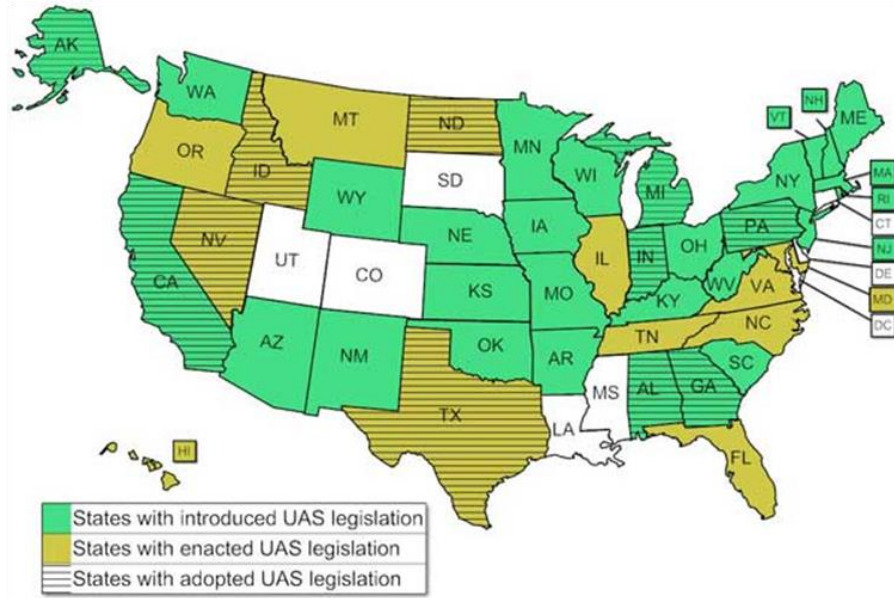 AK
WA
MT
ND
MN
VT
NH
ME
OR
ID
SD
WI
MI
NY
MA
RI
CT
WY
IA
PA
NJ
NV
UT
CO
NE
IL
IN
OH
DE
MD
DC
CA
KS
MO
KY
WV
VA
AZ
NM
OK
AR
TN
NC
SC
TX
LA
MS
AL
GA
FL
HI
States with introduced UAS legislation
States with enacted UAS legislation
States with adopted UAS legislation